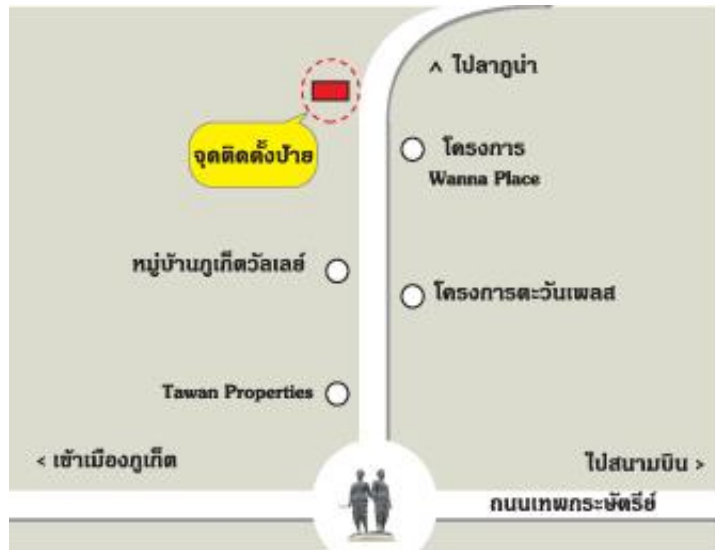 ^ ไปลากูน่า
จุดติดตั้งป้าย
โครงการ
Wanna Place
หมู่บ้านภูเก็ตวัลเลย์
โครงการตะวันเพลส
Tawan Properties
< เข้าเมืองภูเก็ต
ไปสนามบิน >
ถนนเทพกระษัตรีย์